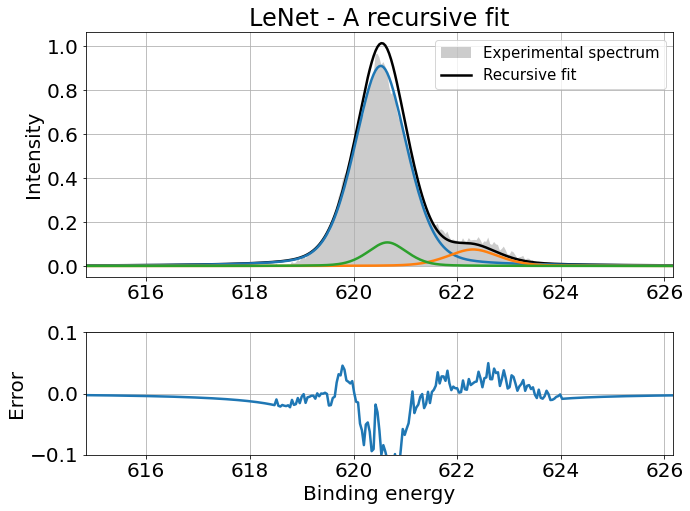 LeNet - A recursive fit
Intensity
1.0
0.8
0.6
0.4
0.2
0.0
Experimental spectrum
Recursive fit
616 618 620 622 624 626
Error
0.1
0.0
−0.1
616 618 620 622 624 626
Binding energy